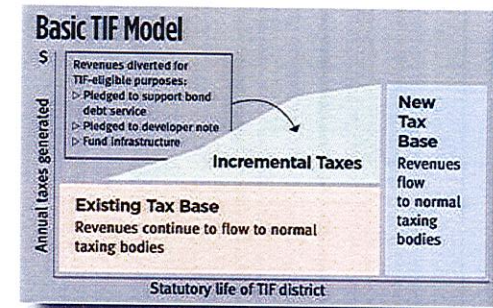 Basic TIF Model
$
Annual taxes generated
Revenues diverted for
TIF-eligible purposes:
▷ Pledged to support bond
debt service
▷ Pledged to developer note
▷ Fund infrastructure
Incremental Taxes
Existing Tax Base
Revenues continue to flow to normal
taxing bodies
New
Tax
Base
Revenues
flow
to normal
taxing
bodies
Statutory life of TIF district